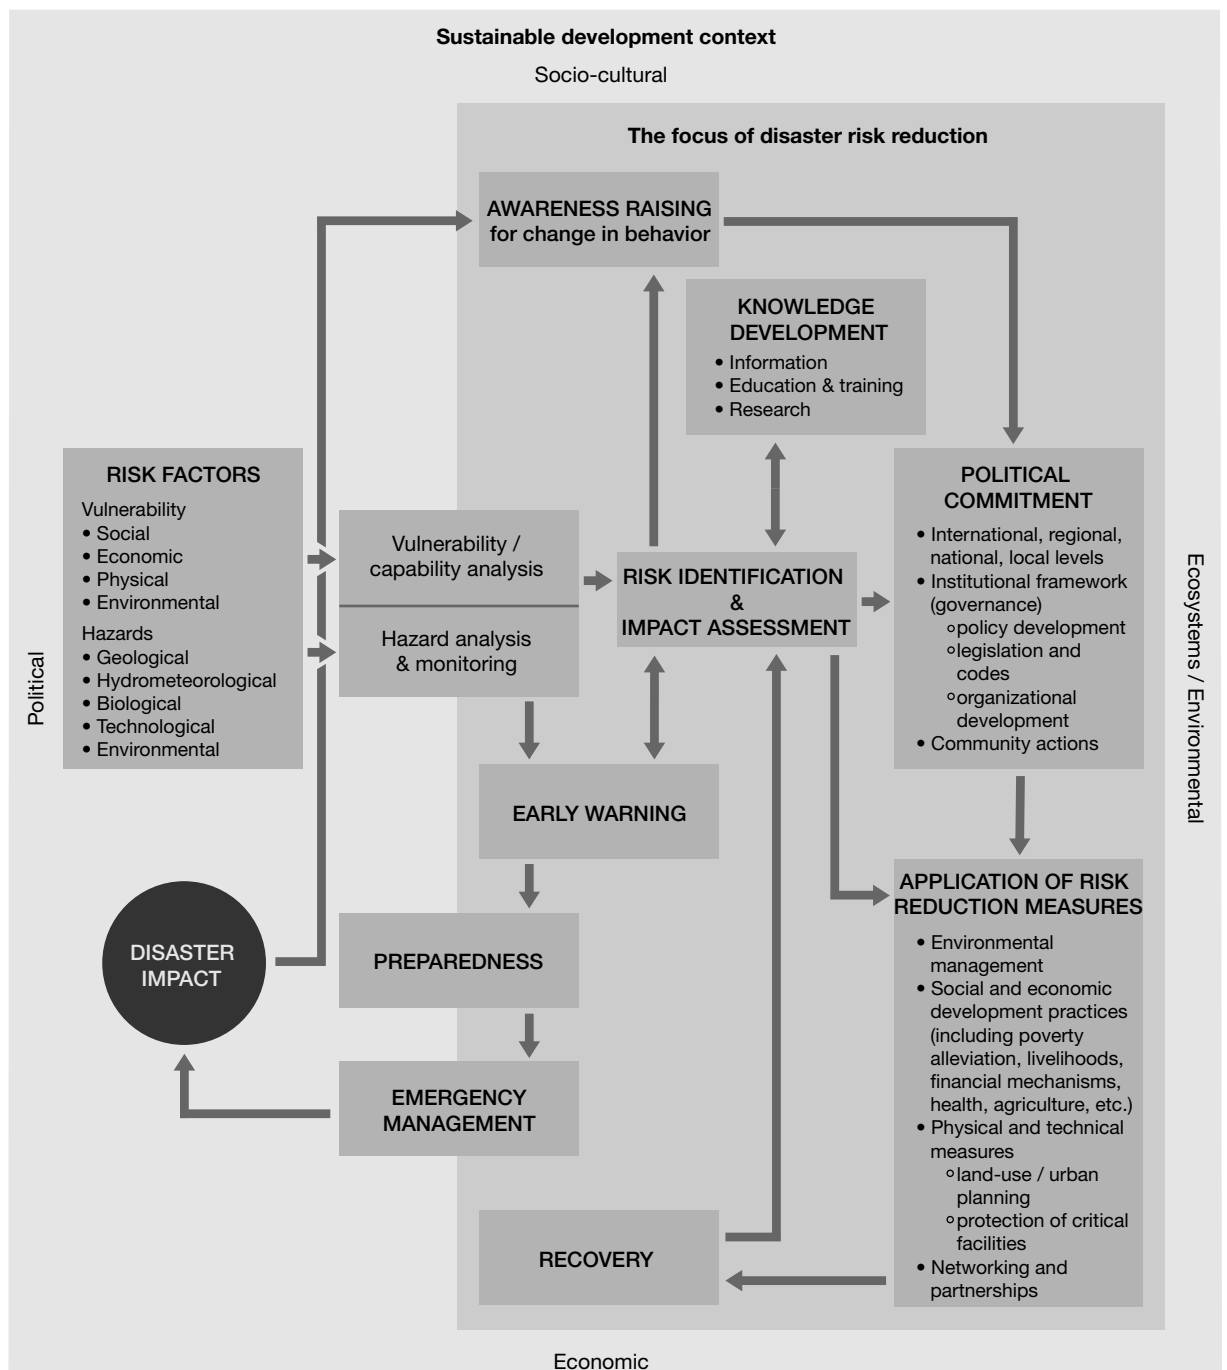 Sustainable development context
Socio-cultural
The focus of disaster risk reduction
AWARENESS RAISING
for change in behavior
KNOWLEDGE
DEVELOPMENT
• Information
• Education & training
• Research
RISK FACTORS
Vulnerability
• Social
• Economic
• Physical
• Environmental
Hazards
• Geological
• Hydrometeorological
• Biological
• Technological
• Environmental
Political
Vulnerability /
capability analysis
Hazard analysis
& monitoring
RISK IDENTIFICATION
&
IMPACT ASSESSMENT
POLITICAL
COMMITMENT
• International, regional,
national, local levels
• Institutional framework
(governance)
○policy development
○legislation and
codes
○organizational
development
• Community actions
Ecosystems / Environmental
EARLY WARNING
DISASTER
IMPACT
PREPAREDNESS
EMERGENCY
MANAGEMENT
APPLICATION OF RISK
REDUCTION MEASURES
• Environmental
management
• Social and economic
development practices
(including poverty
alleviation, livelihoods,
financial mechanisms,
health, agriculture, etc.)
• Physical and technical
measures
○land-use / urban
planning
○protection of critical
facilities
• Networking and
partnerships
RECOVERY
Economic